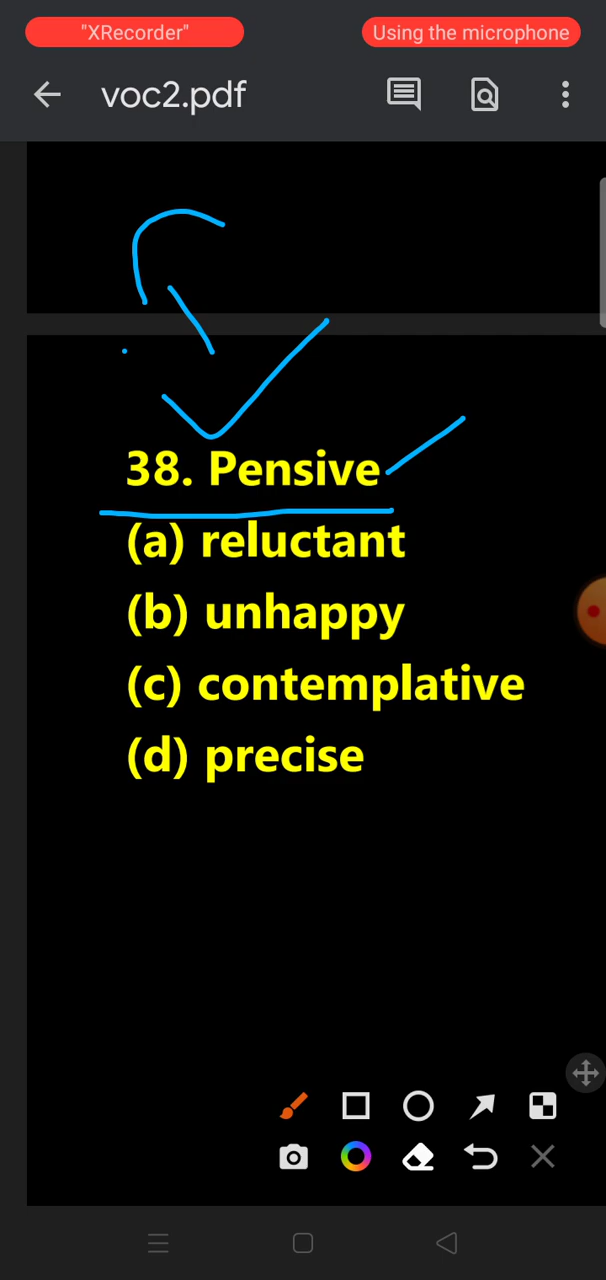 "XRecorder"
Using the microphone
voc2.pdf
38. Pensive
(a) reluctant
(b) unhappy
(c) contemplative
(d) precise